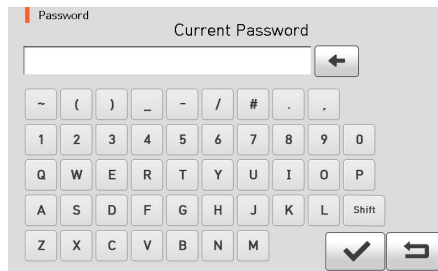 Password
Current Password
~ ( ) _ - / # . ,
1 2 3 4 5 6 7 8 9 0
Q W E R T Y U I O P
A S D F G H J K L Shift
Z X C V B N M